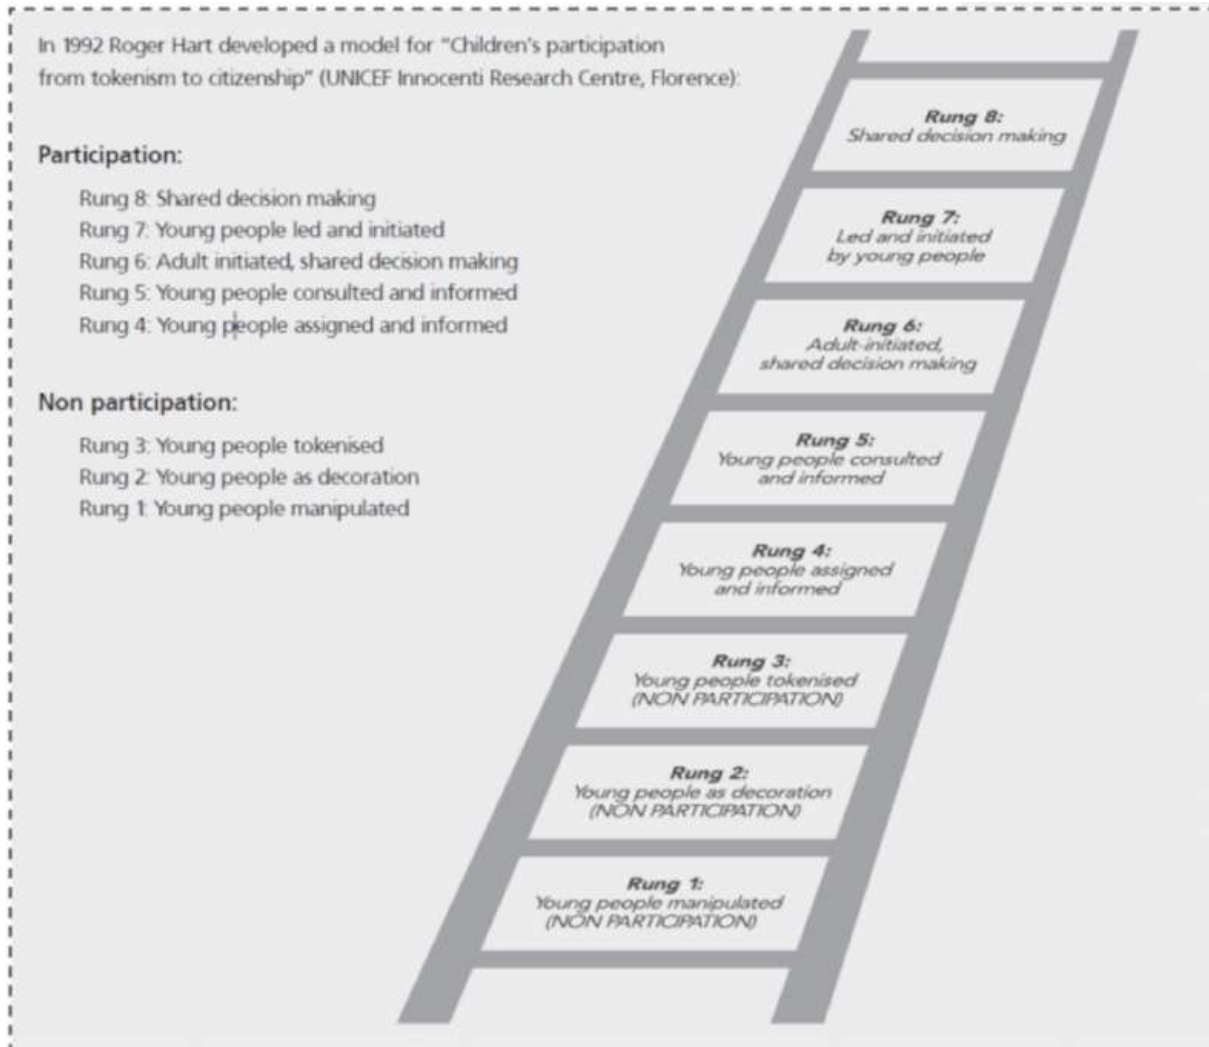 In 1992 Roger Hart developed a model for "Children's participation
from tokenism to citizenship" (UNICEF Innocenti Research Centre, Florence):
Participation:
Rung 8: Shared decision making
Rung 7: Young people led and initiated
Rung 6: Adult initiated, shared decision making
Rung 5: Young people consulted and informed
Rung 4: Young people assigned and informed
Non participation:
Rung 3: Young people tokenised
Rung 2: Young people as decoration
Rung 1: Young people manipulated
Rung 8:
Shared decision making
Rung 7:
Led and initiated
by young people
Rung 6:
Adult-initiated,
shared decision making
Rung 5:
Young people consulted
and informed
Rung 4:
Young people assigned
and informed
Rung 3:
Young people tokenised
(NON PARTICIPATION)
Rung 2:
Young people as decoration
(NON PARTICIPATION)
Rung 1:
Young people manipulated
(NON PARTICIPATION)